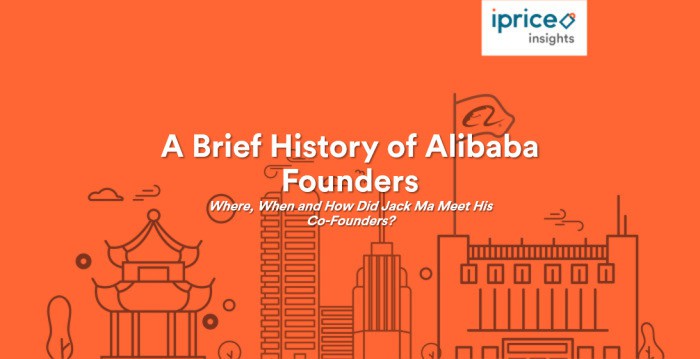 iprice
insights
A Brief History of Alibaba
Founders
Where, When and How Did Jack Ma Meet His
Co-Founders?